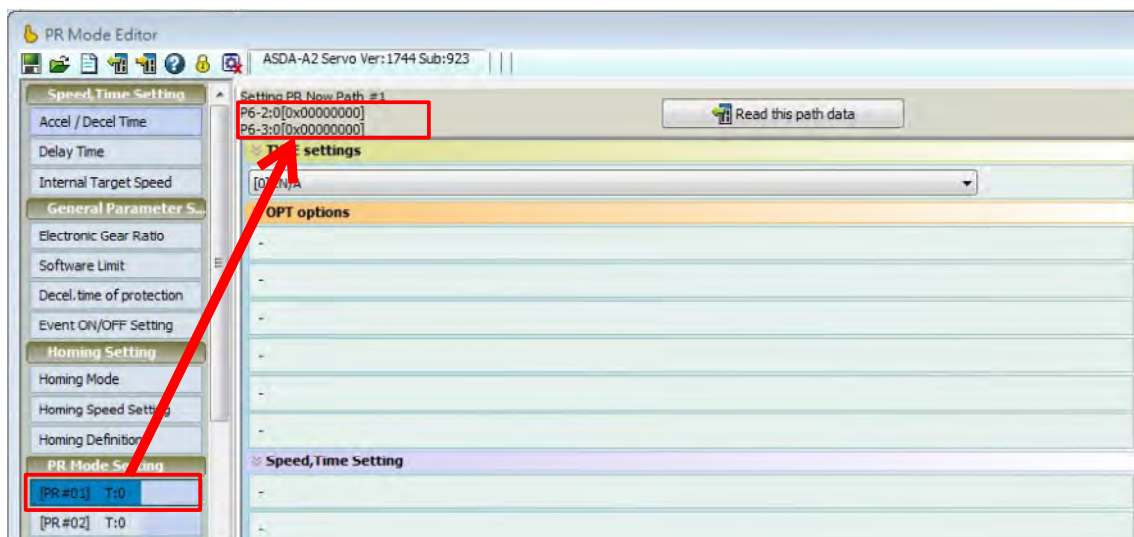 PR Mode Editor
ASDA-A2 Servo Ver:1744 Sub:923
Speed,Time Setting
Accel / Decel Time
Delay Time
Internal Target Speed
General Parameter S...
Electronic Gear Ratio
Software Limit
Decel.time of protection
Event ON/OFF Setting
Homing Setting
Homing Mode
Homing Speed Setting
Homing Definition
PR Mode Setting
[PR#01] T:0
[PR#02] T:0
Setting PR Now Path #1
P6-2:0[0x00000000]
P6-3:0[0x00000000]
Read this path data
settings
OPT options
-
-
-
-
-
-
Speed,Time Setting
-
-